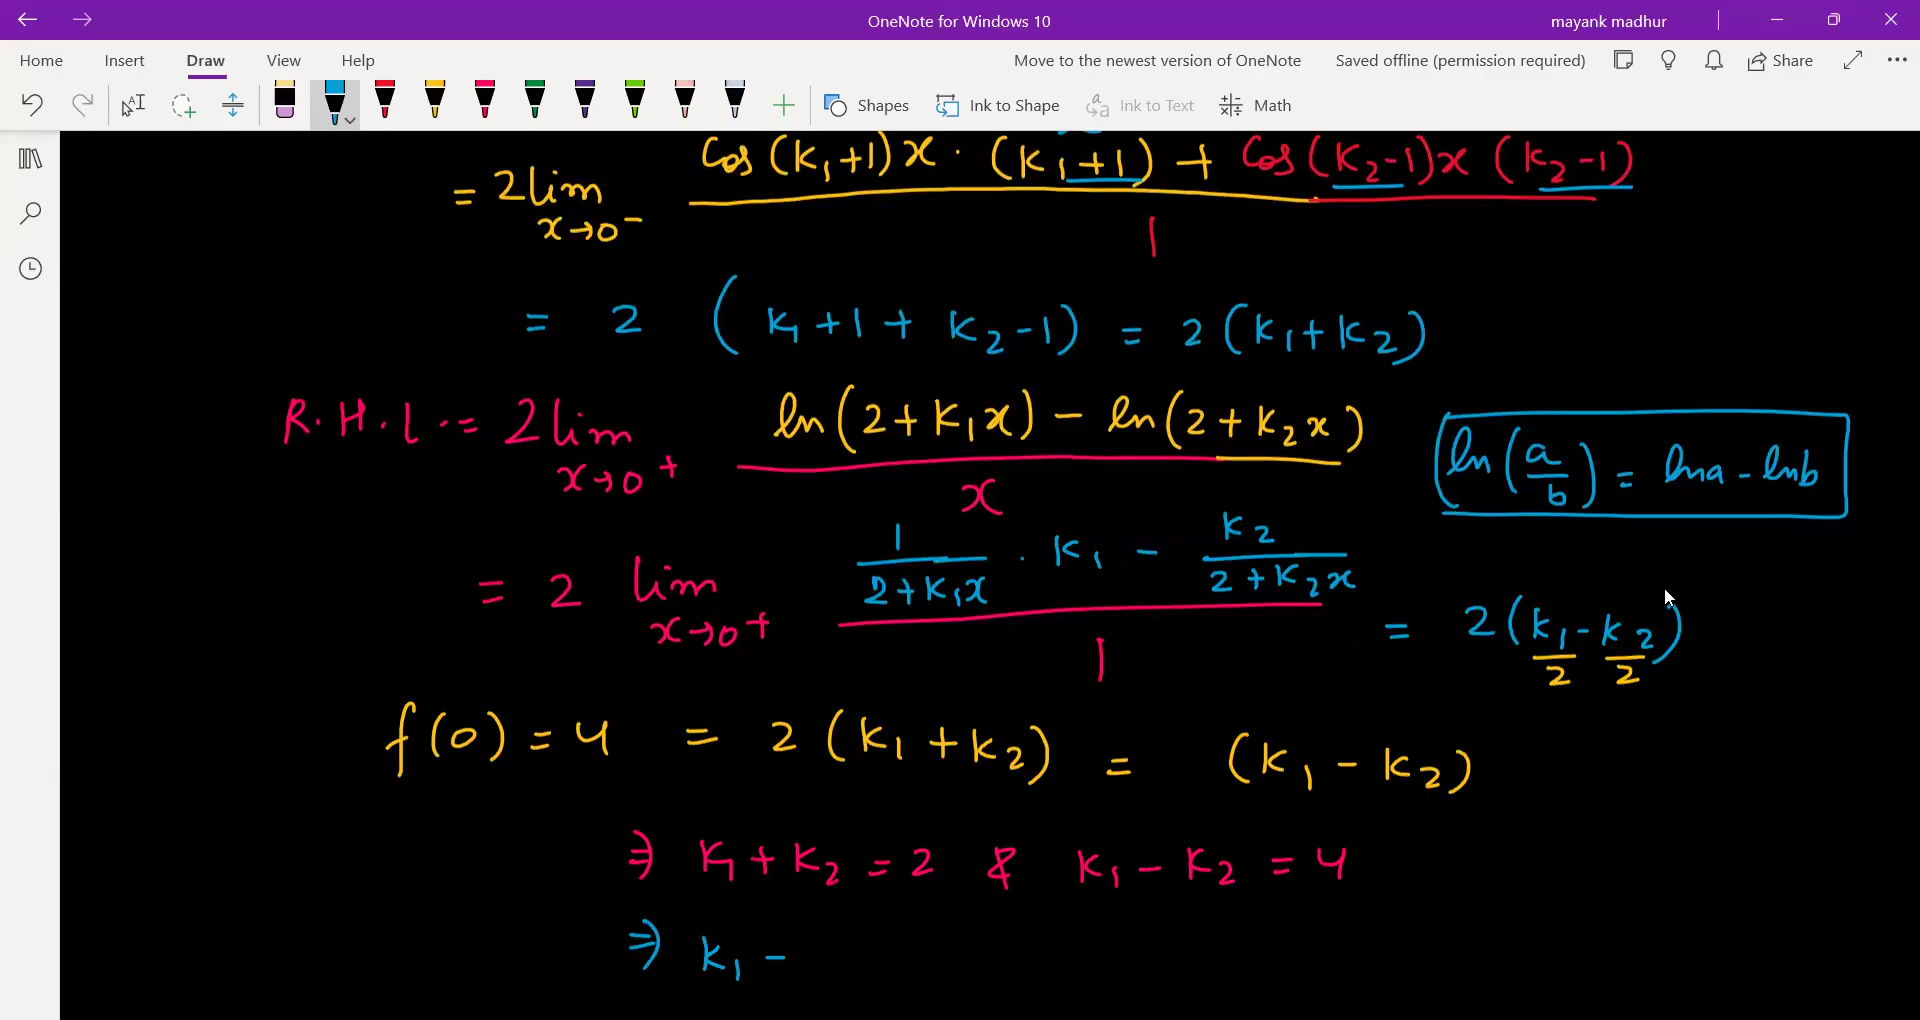 OneNote for Windows 10
mayank madhur
Home Insert Draw View Help
Move to the newest version of OneNote Saved offline (permission required) Share
Shapes Ink to Shape Ink to Text Math
= 2 lim x→0⁻ (Cos(K₁+1)x · (K₁+1) + Cos(K₂-1)x (K₂-1)) / 1
= 2 (K₁+1+K₂-1) = 2(K₁+K₂)
R.H.L. = 2 lim x→0⁺ (ln(2+K₁x) - ln(2+K₂x)) / x
ln(a/b) = lna - lnb
= 2 lim x→0⁺ (1/(2+K₁x) · K₁ - K₂/(2+K₂x)) / 1 = 2(K₁/2 - K₂/2)
f(0) = 4 = 2(K₁+K₂) = (K₁-K₂)
⇒ K₁+K₂ = 2 & K₁-K₂ = 4
⇒ K₁ -